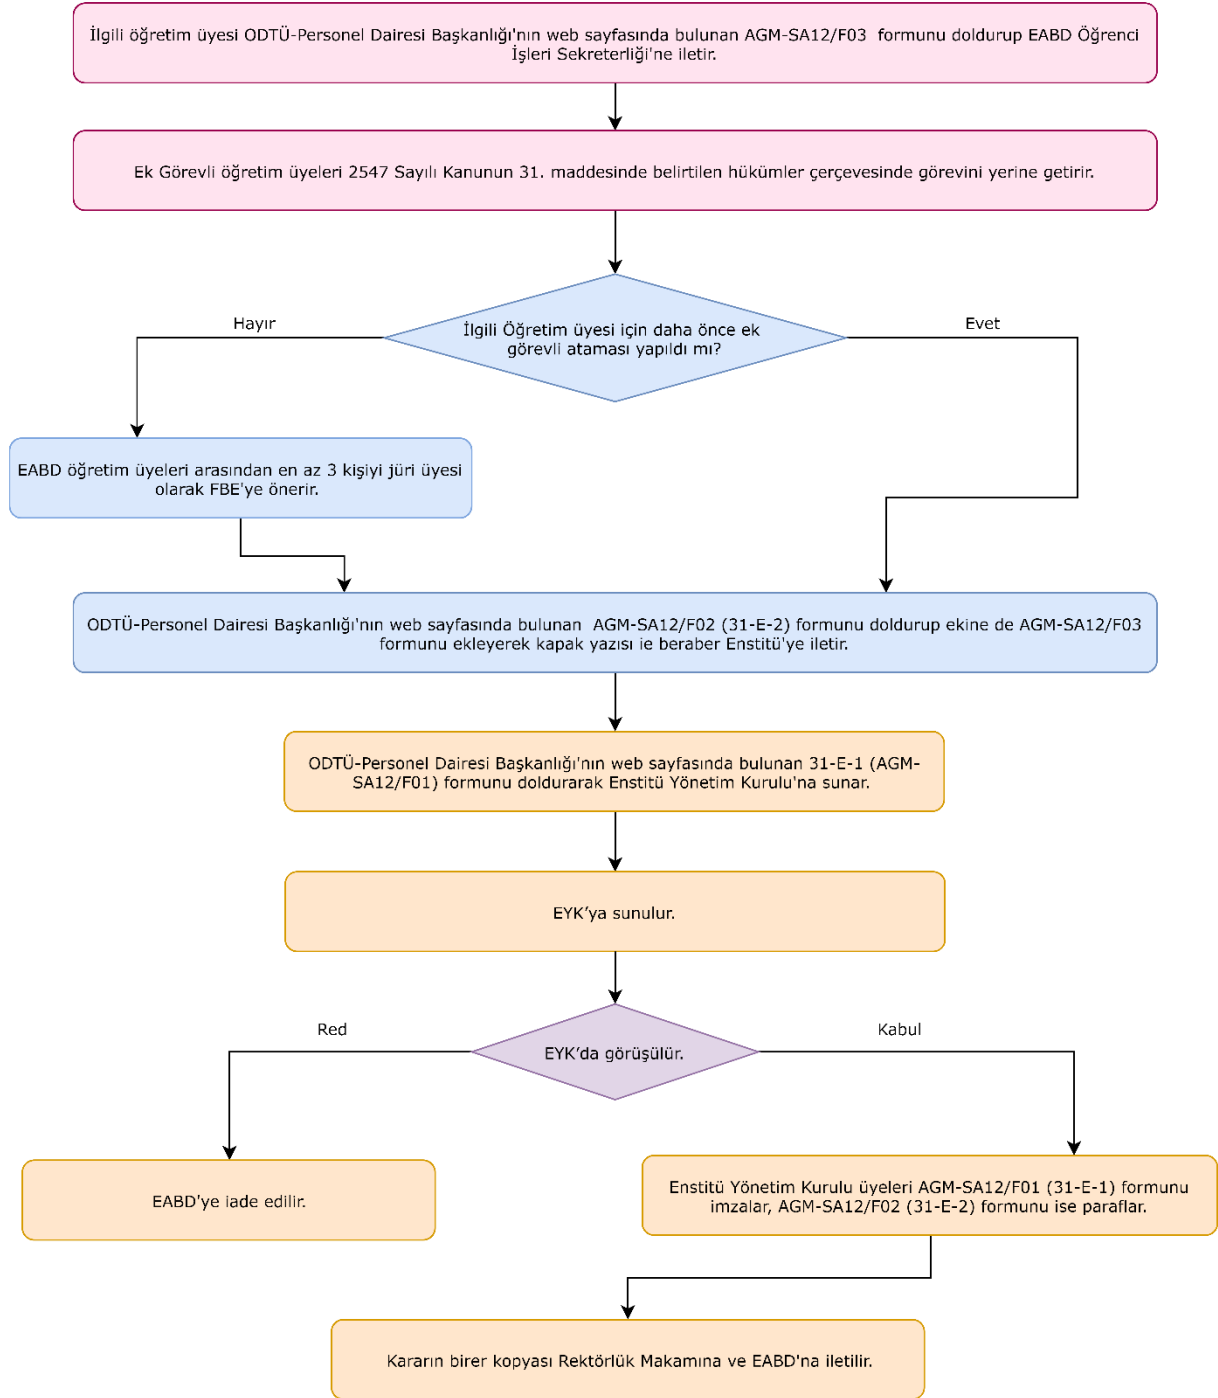 İlgili öğretim üyesi ODTÜ-Personel Dairesi Başkanlığı'nın web sayfasında bulunan AGM-SA12/F03 formunu doldurup EABD Öğrenci
İşleri Sekreterliği'ne iletir.
Ek Görevli öğretim üyeleri 2547 Sayılı Kanunun 31. maddesinde belirtilen hükümler çerçevesinde görevini yerine getirir.
Hayır
İlgili Öğretim üyesi için daha önce ek
görevli ataması yapıldı mı?
Evet
EABD öğretim üyeleri arasından en az 3 kişiyi jüri üyesi
olarak FBE'ye önerir.
ODTÜ-Personel Dairesi Başkanlığı'nın web sayfasında bulunan AGM-SA12/F02 (31-E-2) formunu doldurup ekine de AGM-SA12/F03
formunu ekleyerek kapak yazısı ie beraber Enstitü'ye iletir.
ODTÜ-Personel Dairesi Başkanlığı'nın web sayfasında bulunan 31-E-1 (AGM-
SA12/F01) formunu doldurarak Enstitü Yönetim Kurulu'na sunar.
EYK’ya sunulur.
Red
EYK’da görüşülür.
Kabul
EABD'ye iade edilir.
Enstitü Yönetim Kurulu üyeleri AGM-SA12/F01 (31-E-1) formunu
imzalar, AGM-SA12/F02 (31-E-2) formunu ise paraflar.
Kararın birer kopyası Rektörlük Makamına ve EABD'na iletilir.